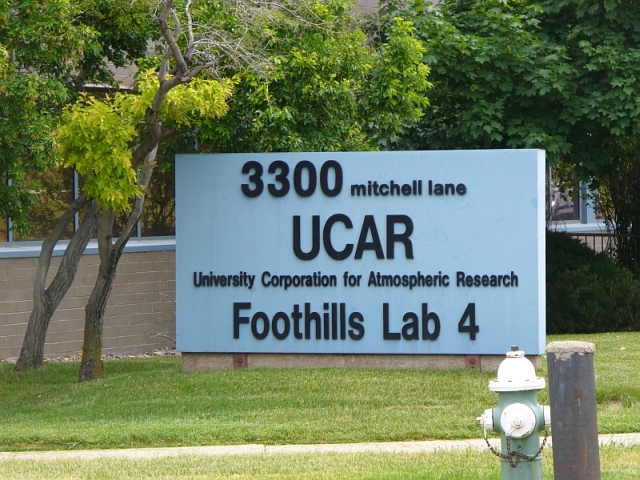 3300 mitchell lane
UCAR
University Corporation for Atmospheric Research
Foothills Lab 4